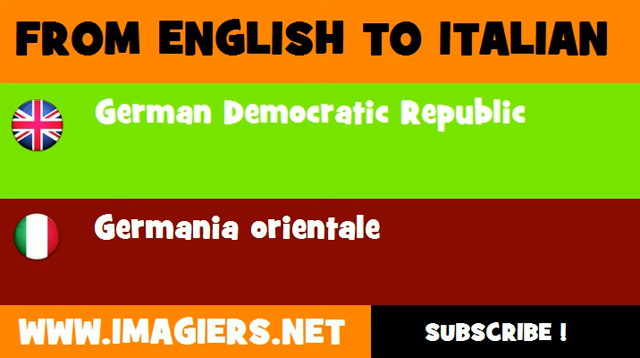 FROM ENGLISH TO ITALIAN
German Democratic Republic
Germania orientale
WWW.IMAGIERS.NET
SUBSCRIBE !